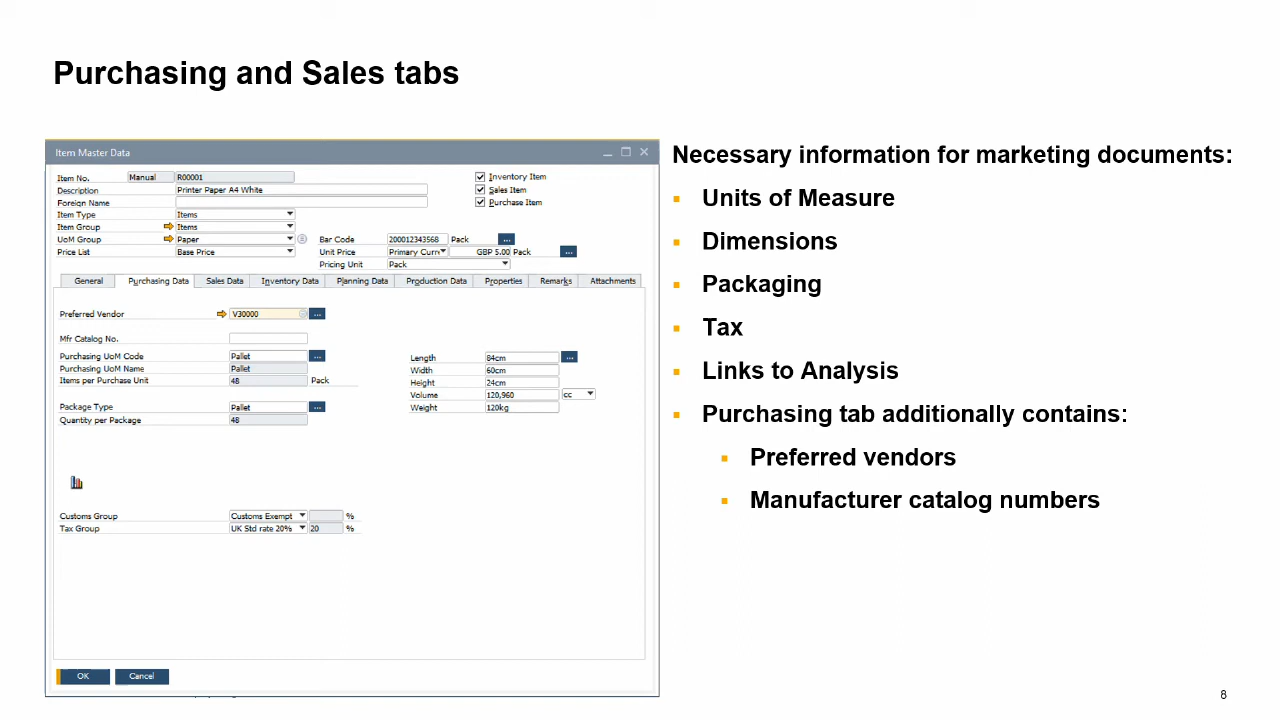 Purchasing and Sales tabs
Item Master Data
Item No. Manual R00001
Description Printer Paper A4 White
Foreign Name
Item Type Items
Item Group Items
UoM Group Paper
Price List Base Price
Inventory Item
Sales Item
Purchase Item
Bar Code 200012343568 Pack ...
Unit Price Primary Curre GBP 5.00 Pack ...
Pricing Unit Pack
General Purchasing Data Sales Data Inventory Data Planning Data Production Data Properties Remarks Attachments
Preferred Vendor V30000 ...
Mfr Catalog No.
Purchasing UoM Code Pallet ...
Purchasing UoM Name Pallet
Items per Purchase Unit 48 Pack
Package Type Pallet ...
Quantity per Package 48
Length 84cm ...
Width 60cm
Height 24cm
Volume 120,960 cc
Weight 120kg
Customs Group Customs Exempt %
Tax Group UK Std rate 20% 20 %
OK Cancel
Necessary information for marketing documents:
▪ Units of Measure
▪ Dimensions
▪ Packaging
▪ Tax
▪ Links to Analysis
▪ Purchasing tab additionally contains:
▪ Preferred vendors
▪ Manufacturer catalog numbers
8